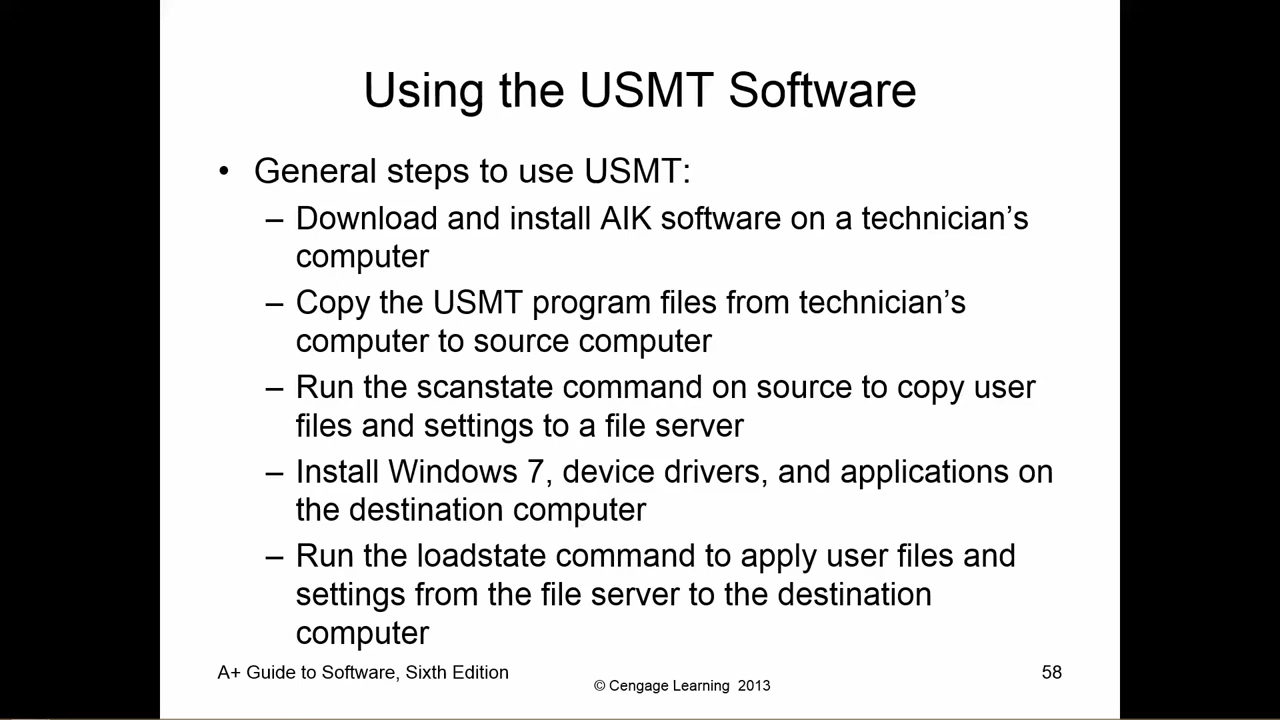 Using the USMT Software
• General steps to use USMT:
– Download and install AIK software on a technician's
computer
– Copy the USMT program files from technician's
computer to source computer
– Run the scanstate command on source to copy user
files and settings to a file server
– Install Windows 7, device drivers, and applications on
the destination computer
– Run the loadstate command to apply user files and
settings from the file server to the destination
computer
A+ Guide to Software, Sixth Edition
© Cengage Learning 2013
58